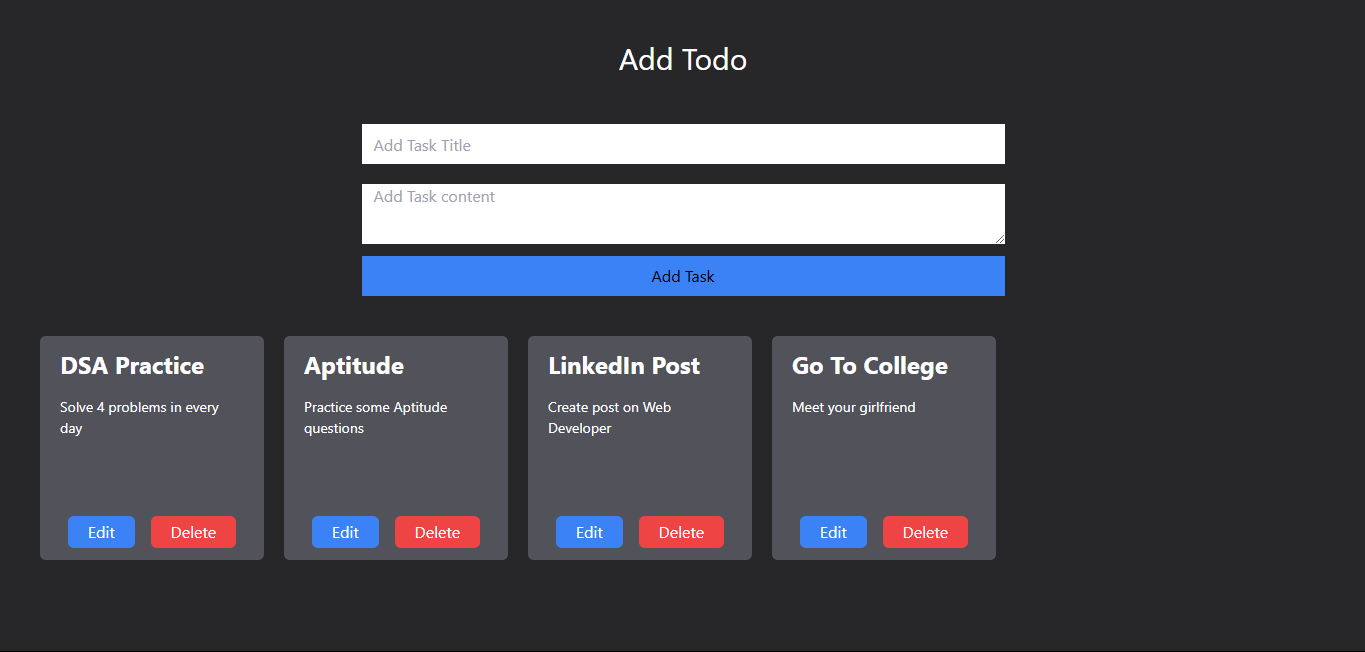 Add Todo
Add Task Title
Add Task content
Add Task
DSA Practice
Solve 4 problems in every
day
Edit
Delete
Aptitude
Practice some Aptitude
questions
Edit
Delete
LinkedIn Post
Create post on Web
Developer
Edit
Delete
Go To College
Meet your girlfriend
Edit
Delete